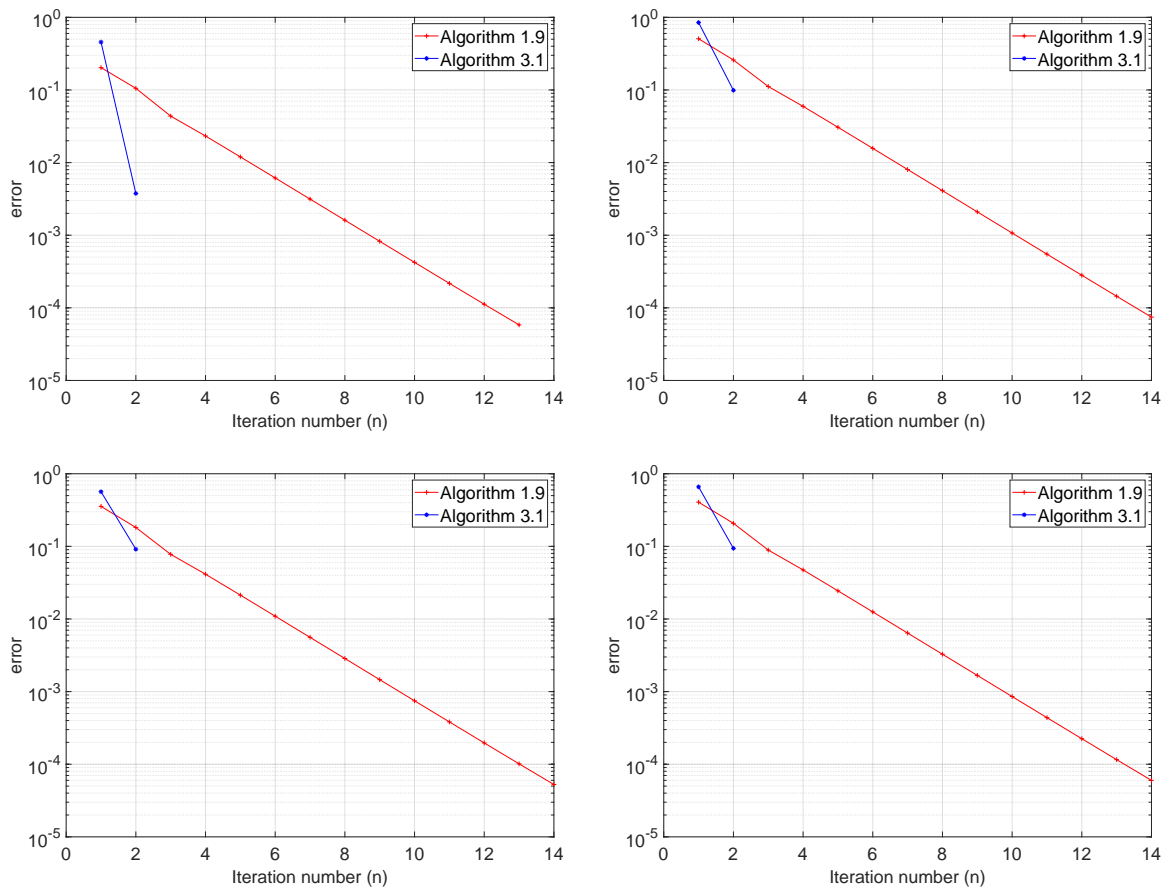 10^0
10^-1
10^-2
10^-3
10^-4
10^-5
error
0 2 4 6 8 10 12 14
Iteration number (n)
Algorithm 1.9
Algorithm 3.1
10^0
10^-1
10^-2
10^-3
10^-4
10^-5
error
0 2 4 6 8 10 12 14
Iteration number (n)
Algorithm 1.9
Algorithm 3.1
10^0
10^-1
10^-2
10^-3
10^-4
10^-5
error
0 2 4 6 8 10 12 14
Iteration number (n)
Algorithm 1.9
Algorithm 3.1
10^0
10^-1
10^-2
10^-3
10^-4
10^-5
error
0 2 4 6 8 10 12 14
Iteration number (n)
Algorithm 1.9
Algorithm 3.1